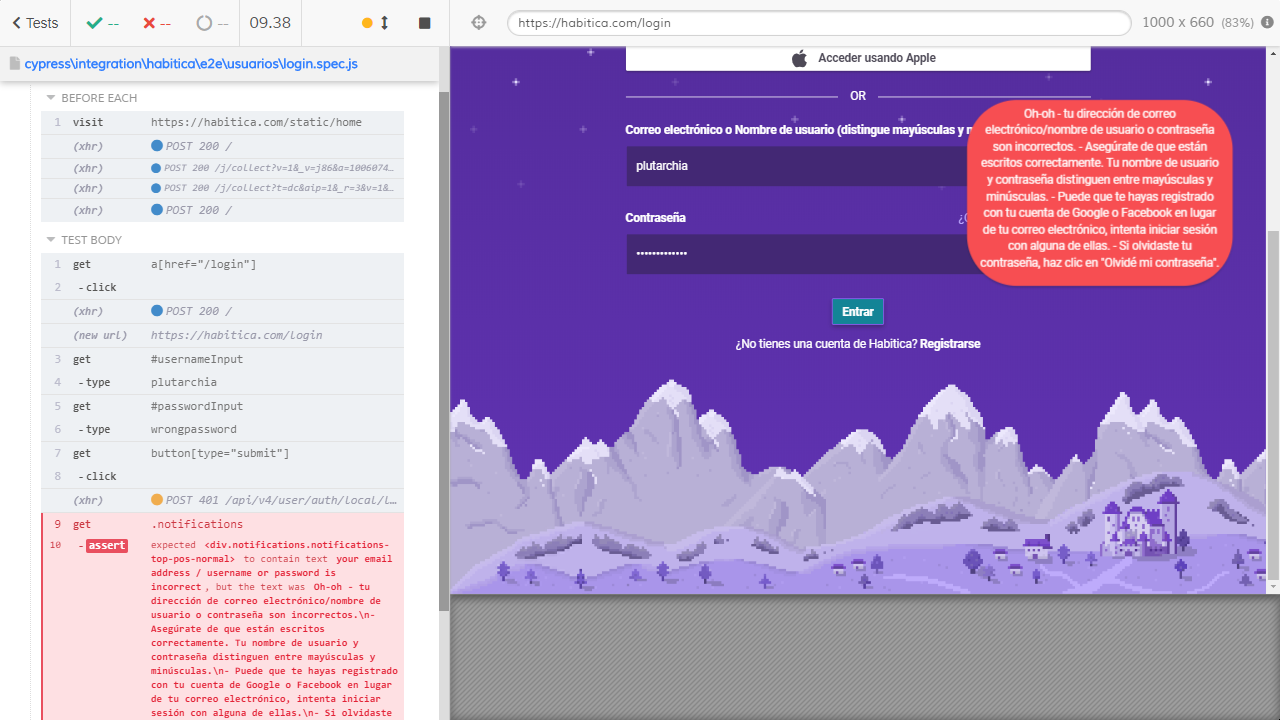 Tests
--
--
--
09.38
https://habitica.com/login
1000 x 660 (83%)
cypress\integration\habitica\e2e\usuarios\login.spec.js
BEFORE EACH
1 visit https://habitica.com/static/home
(xhr) POST 200 /
(xhr) POST 200 /j/collect?v=1&_v=j86&a=1006074…
(xhr) POST 200 /j/collect?t=dc&aip=1&_r=3&v=1&…
(xhr) POST 200 /
TEST BODY
1 get a[href="/login"]
2 -click
(xhr) POST 200 /
(new url) https://habitica.com/login
3 get #usernameInput
4 -type plutarchia
5 get #passwordInput
6 -type wrongpassword
7 get button[type="submit"]
8 -click
(xhr) POST 401 /api/v4/user/auth/local/l…
9 get .notifications
10 -assert expected <div.notifications.notifications-
top-pos-normal> to contain text your email
address / username or password is
incorrect, but the text was Oh-oh - tu
dirección de correo electrónico/nombre de
usuario o contraseña son incorrectos.\n-
Asegúrate de que están escritos
correctamente. Tu nombre de usuario y
contraseña distinguen entre mayúsculas y
minúsculas.\n- Puede que te hayas registrado
con tu cuenta de Google o Facebook en lugar
de tu correo electrónico, intenta iniciar
sesión con alguna de ellas.\n- Si olvidaste
Acceder usando Apple
OR
Correo electrónico o Nombre de usuario (distingue mayúsculas y
plutarchia
Contraseña
•••••••••••••
Entrar
¿No tienes una cuenta de Habitica? Registrarse
Oh-oh - tu dirección de correo
electrónico/nombre de usuario o contraseña
son incorrectos. - Asegúrate de que están
escritos correctamente. Tu nombre de usuario
y contraseña distinguen entre mayúsculas y
minúsculas. - Puede que te hayas registrado
con tu cuenta de Google o Facebook en lugar
de tu correo electrónico, intenta iniciar sesión
con alguna de ellas. - Si olvidaste tu
contraseña, haz clic en "Olvidé mi contraseña".